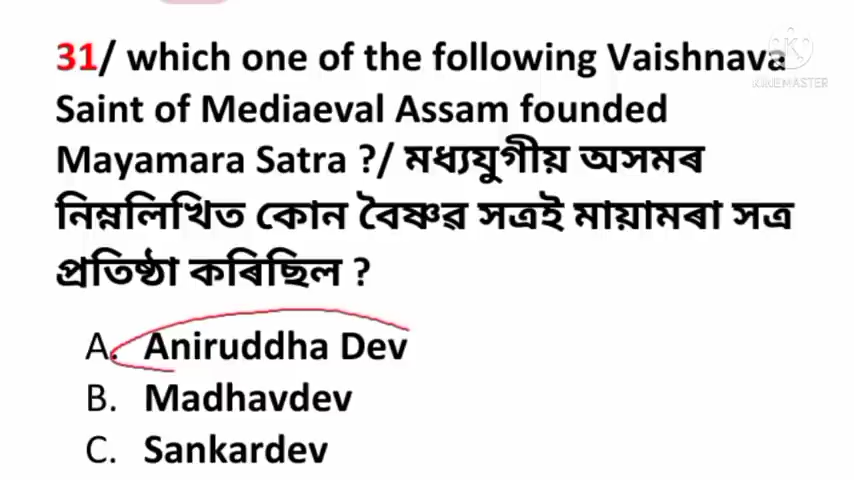 31/ which one of the following Vaishnava
Saint of Mediaeval Assam founded
Mayamara Satra ?/ মধ্যযুগীয় অসমৰ
নিম্নলিখিত কোন বৈষ্ণৱ সত্ৰই মায়ামৰা সত্ৰ
প্ৰতিষ্ঠা কৰিছিল ?
A. Aniruddha Dev
B. Madhavdev
C. Sankardev
KINEMASTER